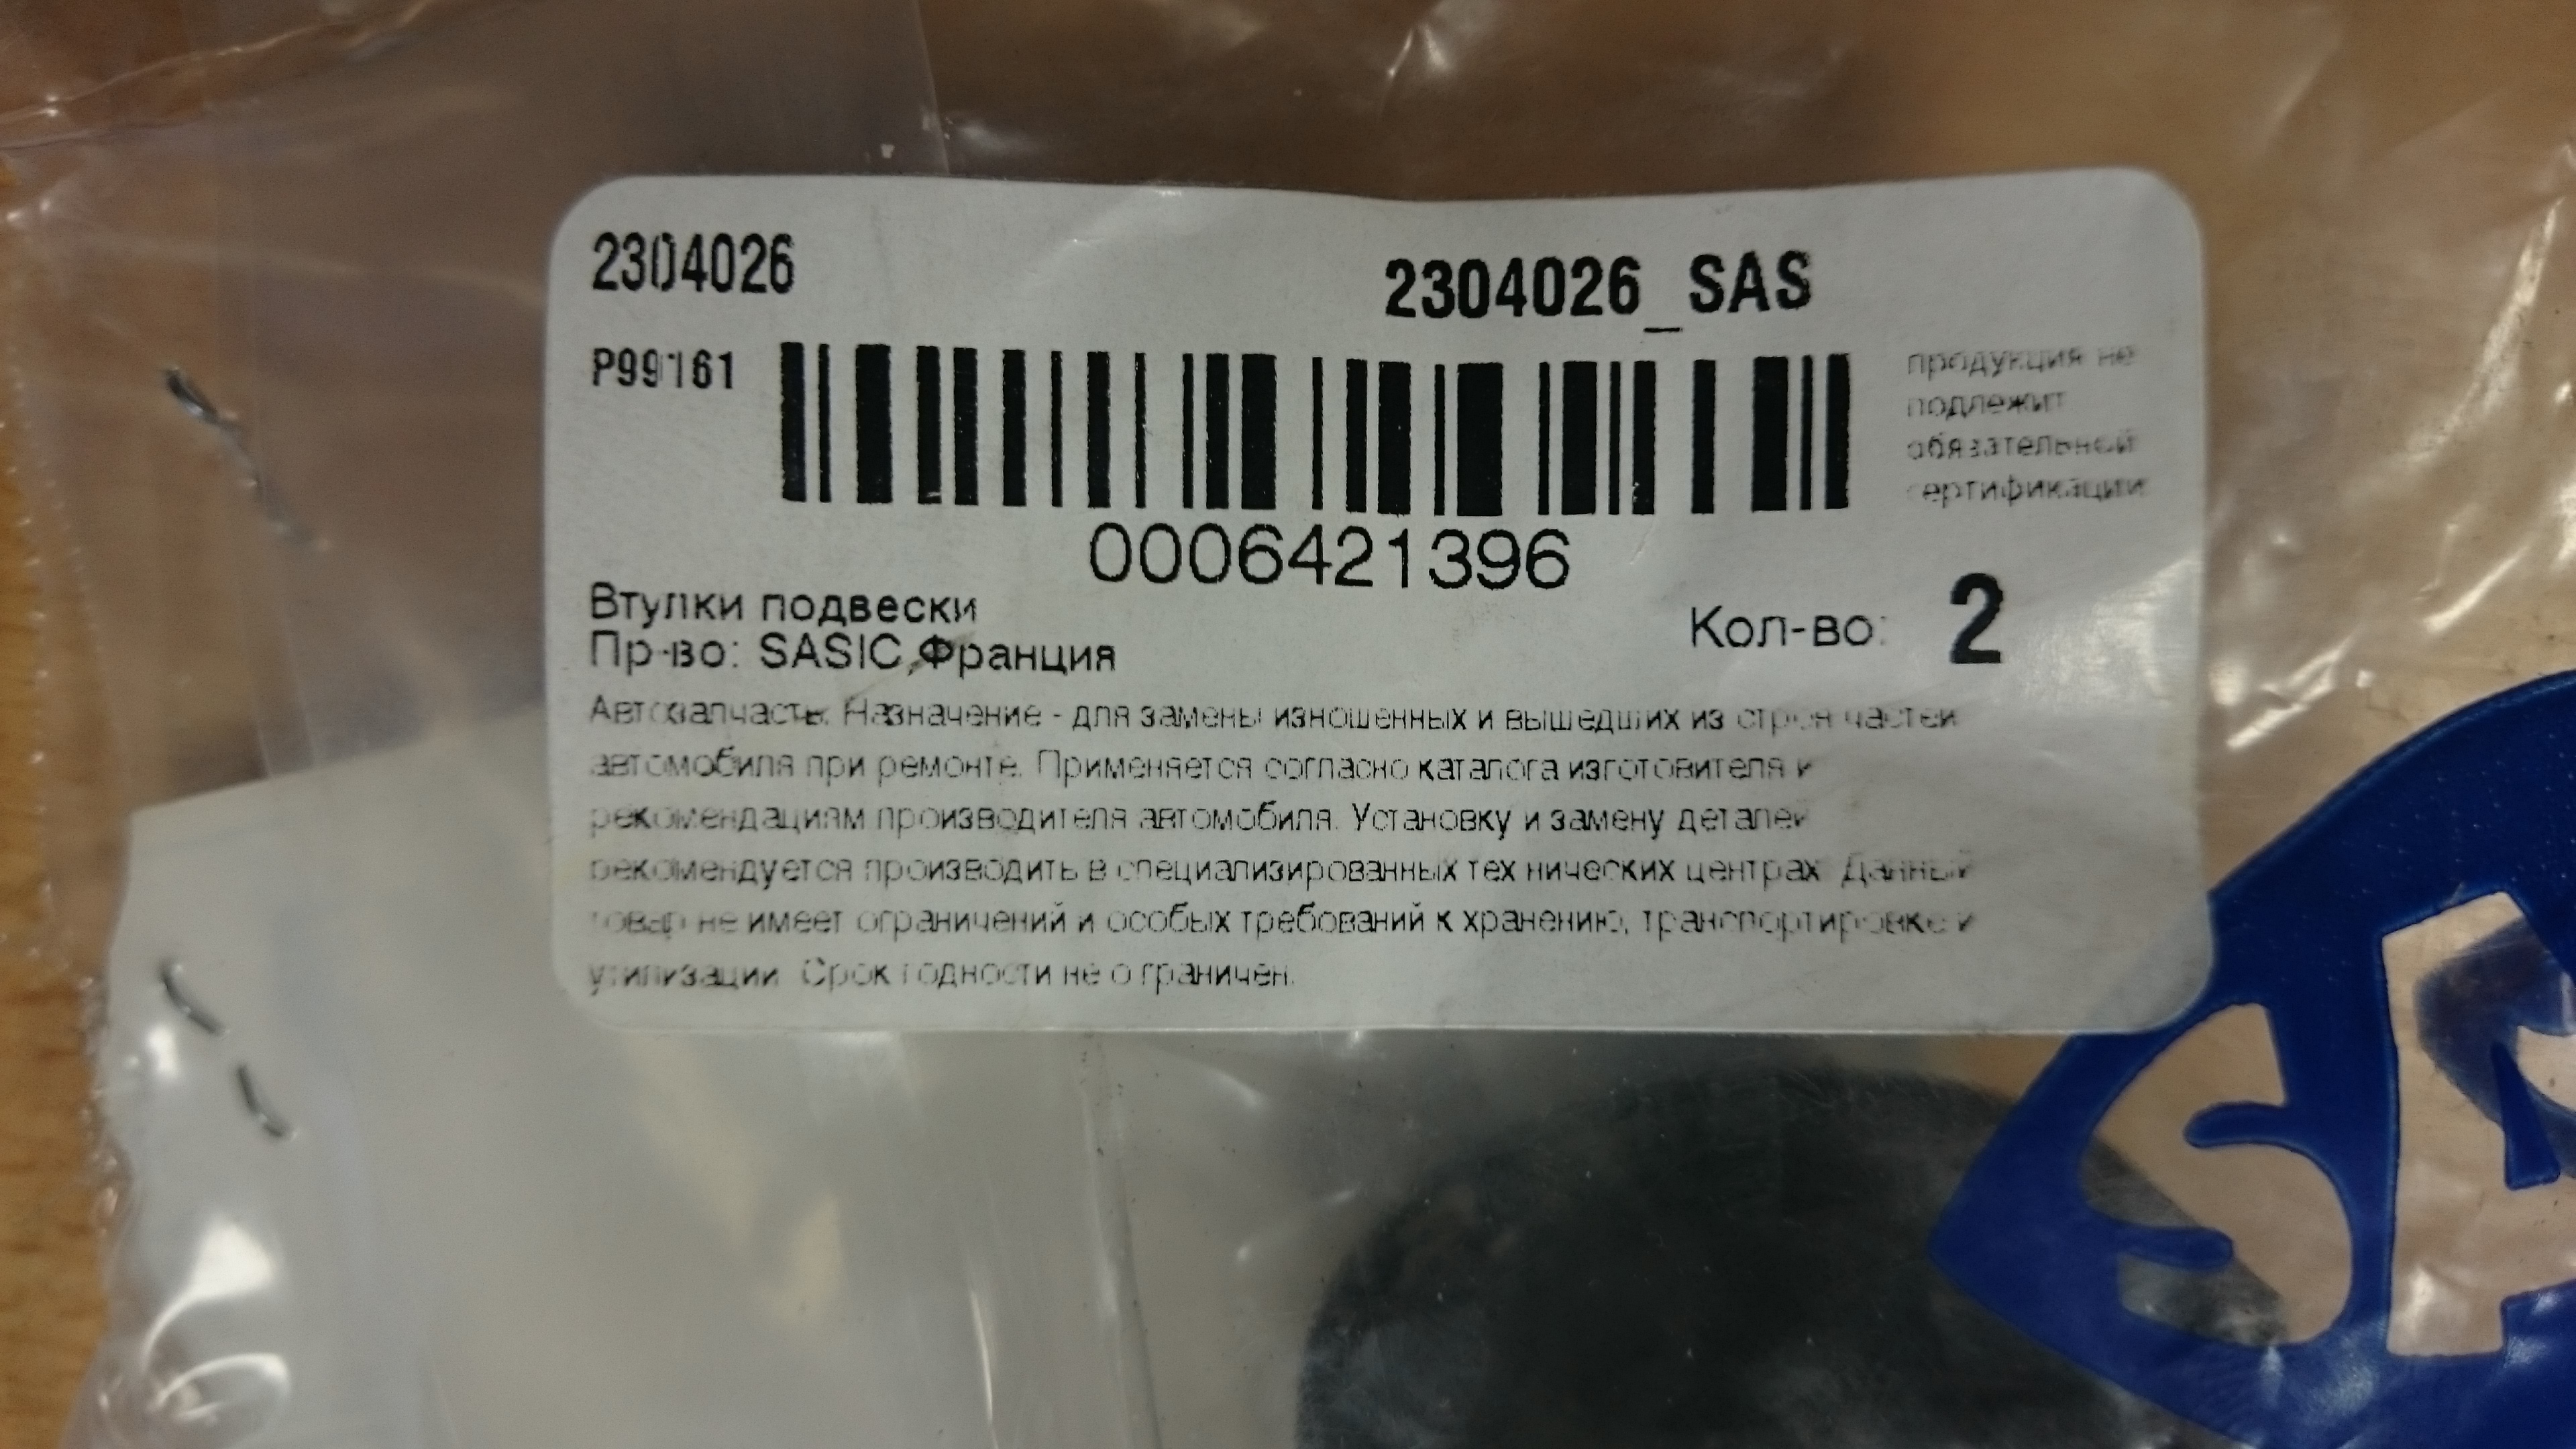 2304026
2304026_SAS
P99161
продукция не
подлежит
обязательной
сертификации
0006421396
Втулки подвески
Кол-во: 2
Пр-во: SASIC,Франция
Автозапчасть. Назначение - для замены изношенных и вышедших из строя частей
автомобиля при ремонте. Применяется согласно каталога изготовителя и
рекомендациям производителя автомобиля. Установку и замену деталей
рекомендуется производить в специализированных тех нических центрах. Данный
товар не имеет ограничений и особых требований к хранению, транспортировке и
утилизации. Срок годности не ограничен.